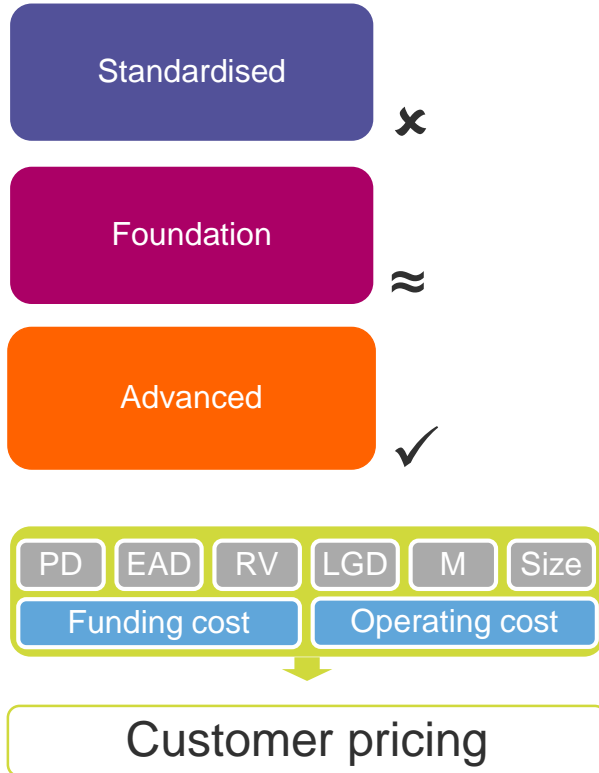 Standardised
✘
Foundation
≈
Advanced
✓
PD EAD RV LGD M Size
Funding cost Operating cost
Customer pricing